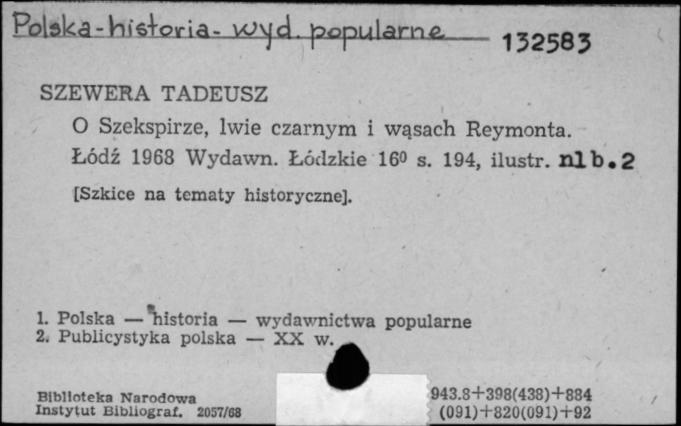 Polska-historia-wyd. popularne 132583
SZEWERA TADEUSZ
O Szekspirze, lwie czarnym i wąsach Reymonta.
Łódź 1968 Wydawn. Łódzkie 16⁰ s. 194, ilustr. nlb.2
[Szkice na tematy historyczne].
1. Polska — historia — wydawnictwa popularne
2. Publicystyka polska — XX w.
Biblioteka Narodowa 943.8+398(438)+884
Instytut Bibliograf. 2057/68 (091)+820(091)+92